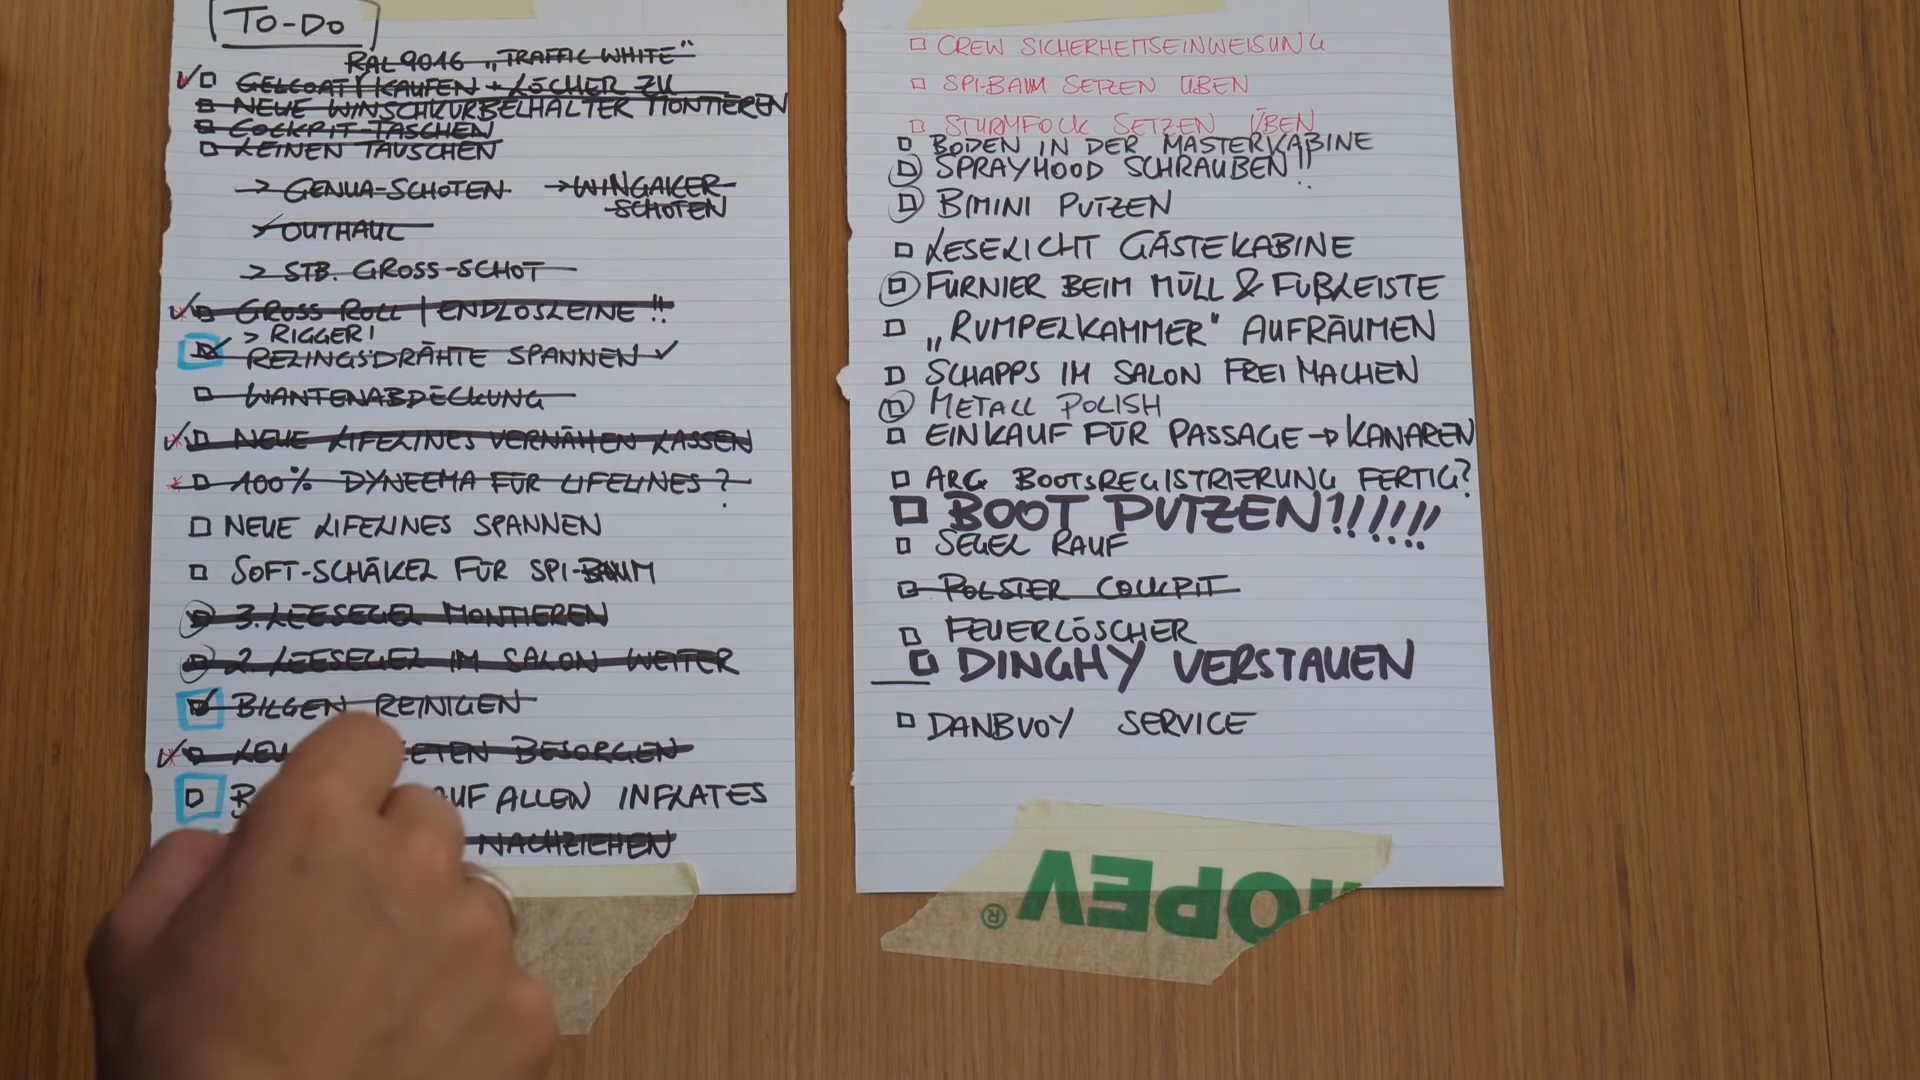 TO-DO
RAL 9016 „TRAFFIC WHITE"
GELCOAT KAUFEN + LÖCHER ZU
NEUE WINSCHKURBELHALTER MONTIEREN
COCKPIT TASCHEN
LEINEN TAUSCHEN
→ GENUA-SCHOTEN → WINGAKER-
SCHOTEN
OUTHAUL
> STB. GROSS-SCHOT
GROSS ROLL | ENDLOSLEINE !!
> RIGGER!
RELINGSDRÄHTE SPANNEN ✓
WANTENABDECKUNG
NEUE LIFELINES VERNÄHEN LASSEN
100% DYNEEMA FÜR LIFELINES ?
NEUE LIFELINES SPANNEN
SOFT-SCHÄKEL FÜR SPI-BAUM
3. LEESEGEL MONTIEREN
2. LEESEGEL IM SALON WEITER
BILGEN REINIGEN
BESORGEN
AUF ALLEN INFLATES
NACHZIEHEN
CREW SICHERHEITSEINWEISUNG
SPI-BAUM SETZEN ÜBEN
STURMFOCK SETZEN ÜBEN
BODEN IN DER MASTERKABINE
SPRAYHOOD SCHRAUBEN!!
BIMINI PUTZEN
LESELICHT GÄSTEKABINE
FURNIER BEIM MÜLL & FUßLEISTE
„RUMPELKAMMER" AUFRÄUMEN
SCHAPPS IM SALON FREI MACHEN
METALL POLISH
EINKAUF FÜR PASSAGE → KANAREN
ARG BOOTSREGISTRIERUNG FERTIG?
BOOT PUTZEN!!!!!!
SEGEL RAUF
POLSTER COCKPIT
FEUERLÖSCHER
DINGHY VERSTAUEN
DANBUOY SERVICE